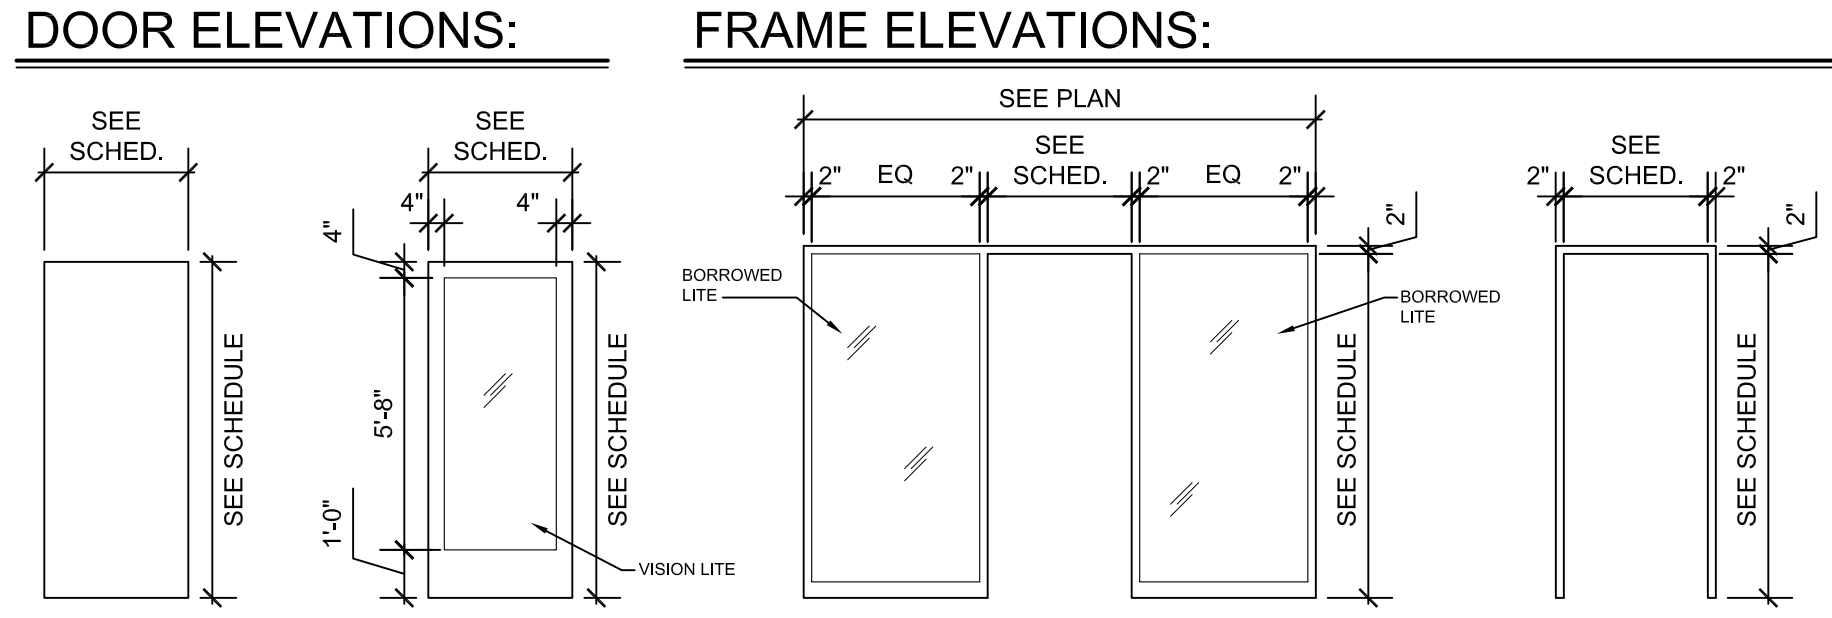 DOOR ELEVATIONS:
SEE
SCHED.
SEE SCHEDULE
SEE
SCHED.
4"
4"
4"
5'-8"
1'-0"
SEE SCHEDULE
VISION LITE
FRAME ELEVATIONS:
SEE PLAN
SEE
2" EQ 2" SCHED. 2" EQ 2"
2"
BORROWED
LITE
BORROWED
LITE
SEE SCHEDULE
SEE
2" SCHED. 2"
2"
SEE SCHEDULE